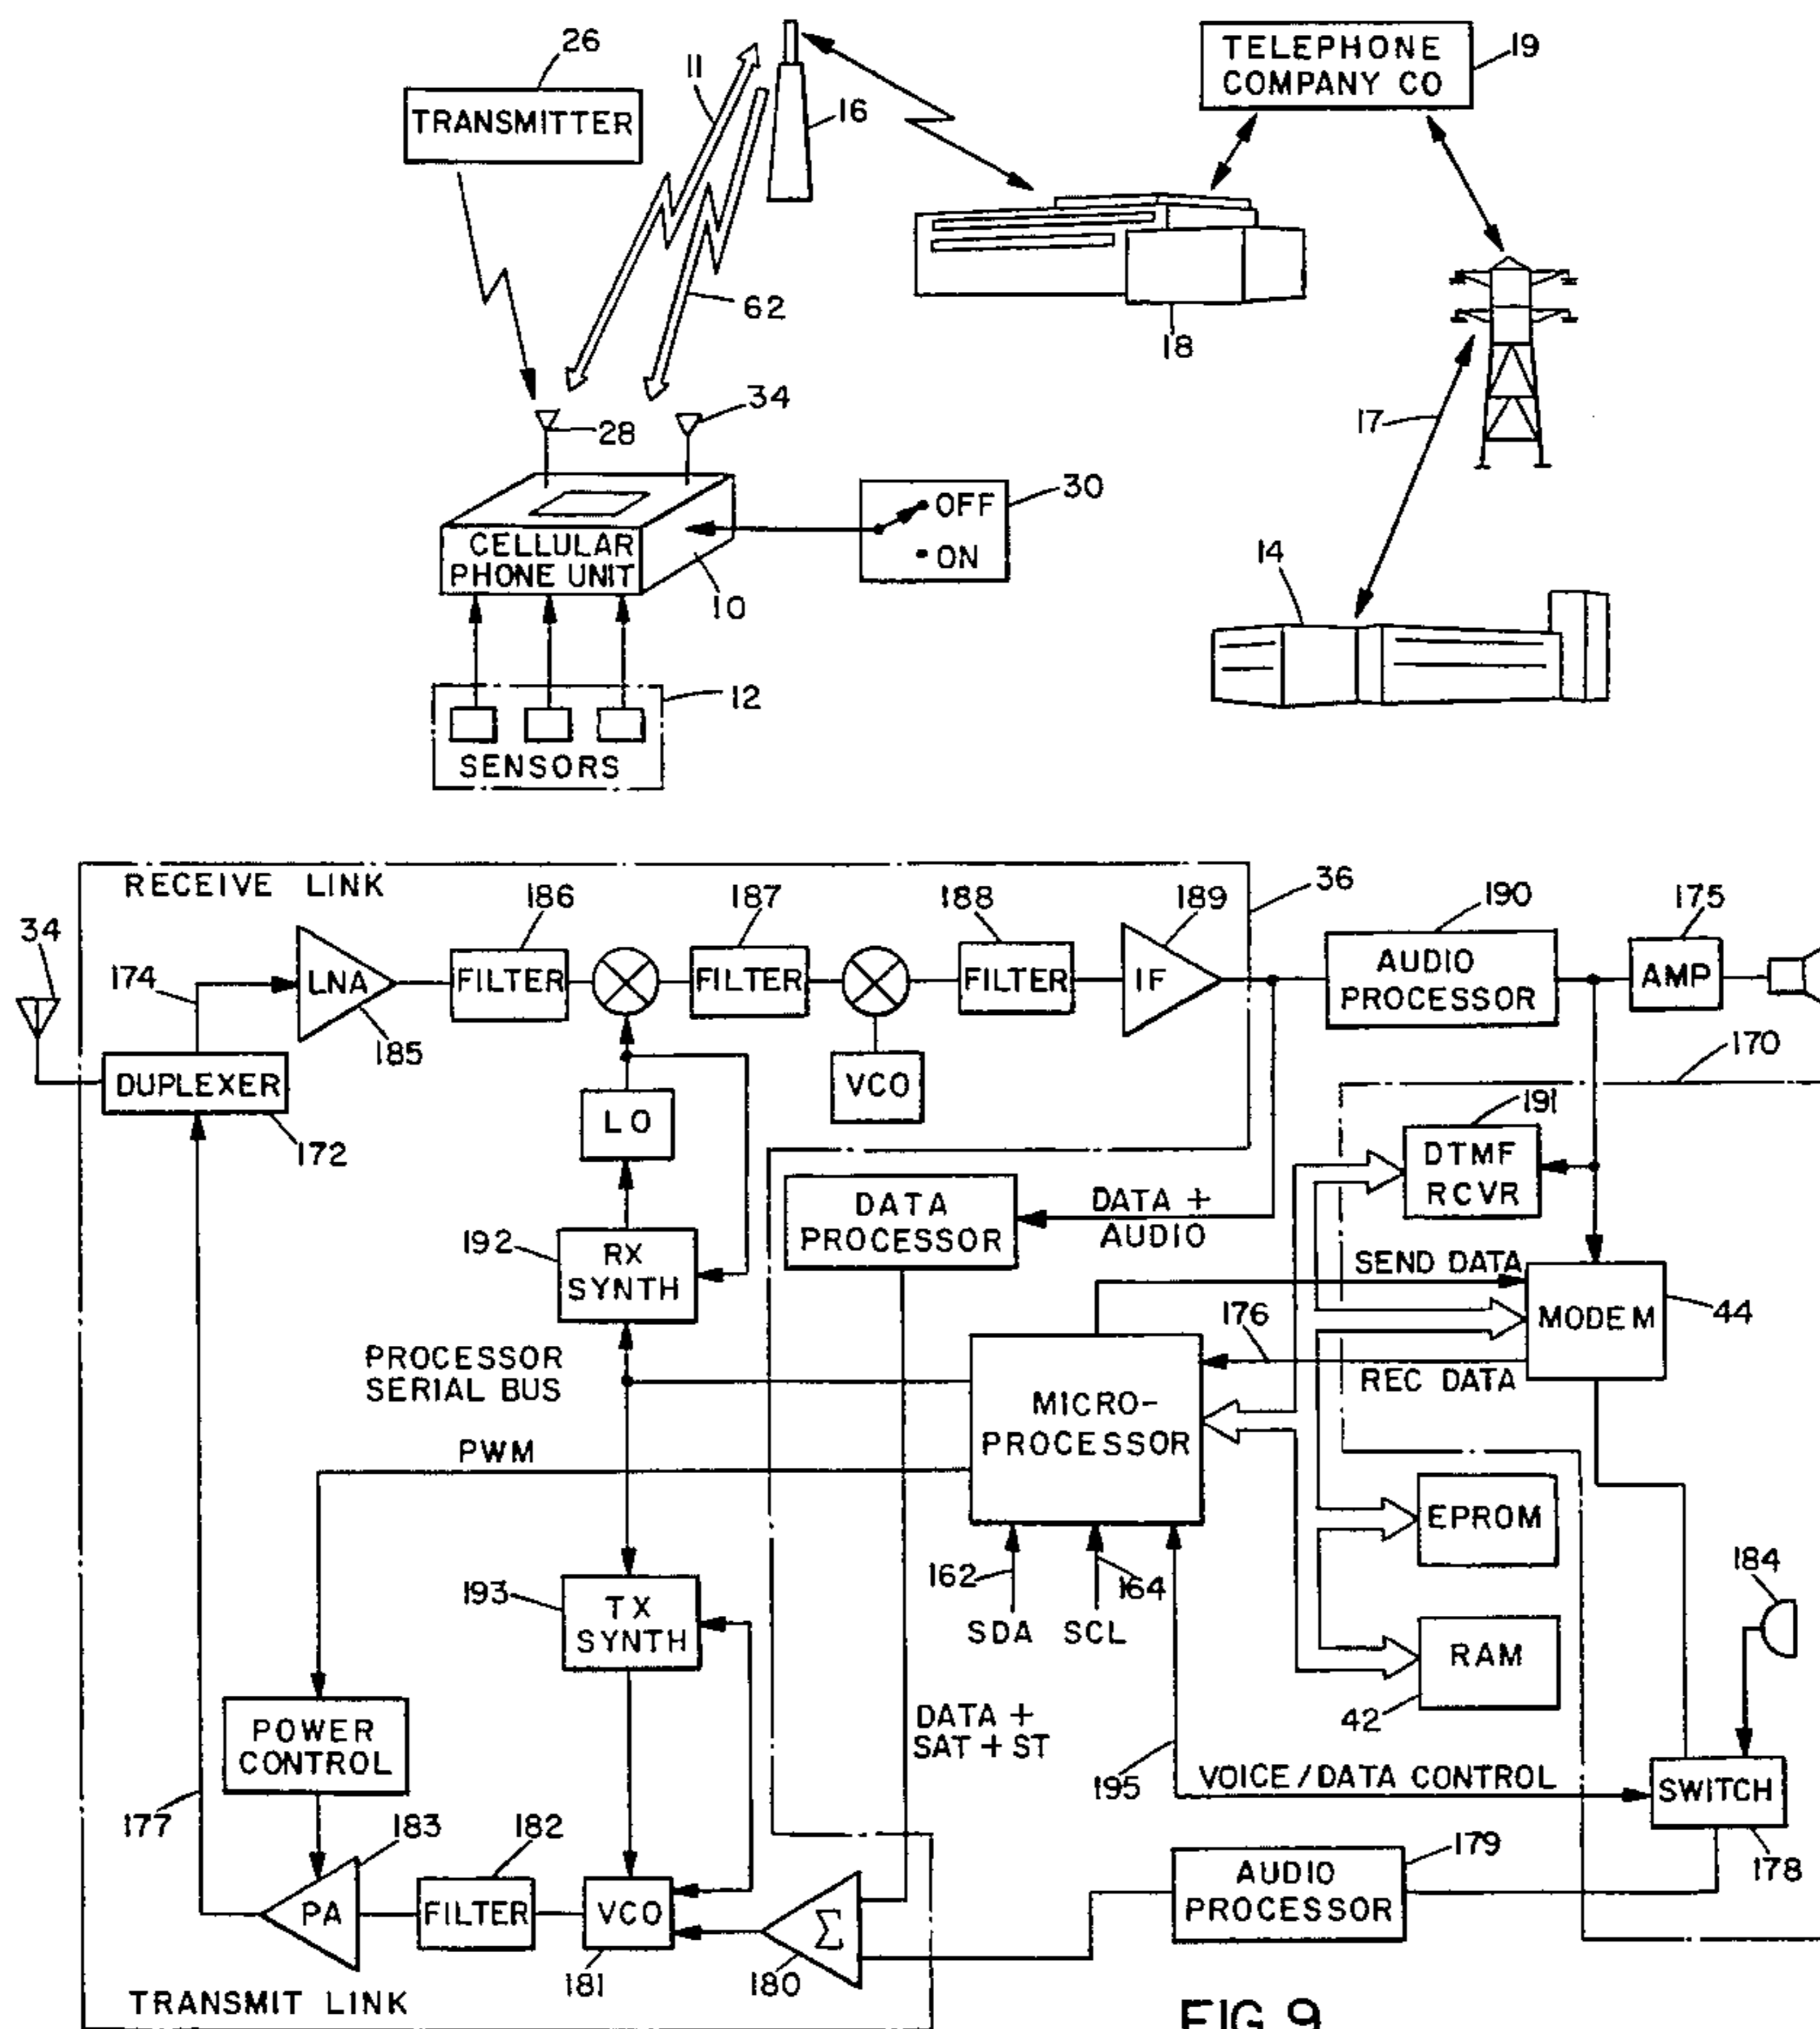 26
TRANSMITTER
11
16
TELEPHONE
COMPANY CO
19
62
18
34
28
17
30
OFF
ON
CELLULAR
PHONE UNIT
10
14
12
SENSORS
RECEIVE LINK
36
34
174
LNA
185
186
FILTER
187
FILTER
188
FILTER
189
IF
190
AUDIO
PROCESSOR
175
AMP
DUPLEXER
172
LO
VCO
170
191
DTMF
RCVR
DATA
PROCESSOR
DATA +
AUDIO
192
RX
SYNTH
SEND DATA
MODEM
44
176
REC DATA
PROCESSOR
SERIAL BUS
MICRO-
PROCESSOR
PWM
EPROM
162
164
SDA
SCL
184
193
TX
SYNTH
RAM
42
POWER
CONTROL
DATA +
SAT + ST
195
VOICE/DATA CONTROL
SWITCH
178
177
183
182
PA
FILTER
VCO
181
Σ
180
179
AUDIO
PROCESSOR
TRANSMIT LINK
FIG. 9